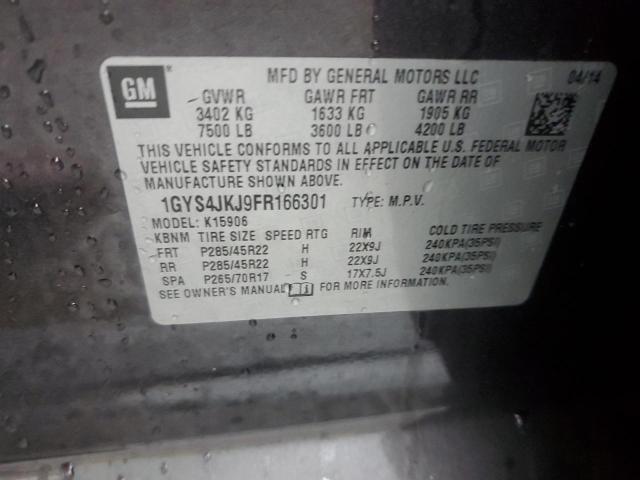 GM
MFD BY GENERAL MOTORS LLC 04/14
GVWR GAWR FRT GAWR RR
3402 KG 1633 KG 1905 KG
7500 LB 3600 LB 4200 LB
THIS VEHICLE CONFORMS TO ALL APPLICABLE U.S. FEDERAL MOTOR
VEHICLE SAFETY STANDARDS IN EFFECT ON THE DATE OF
MANUFACTURE SHOWN ABOVE.
1GYS4JKJ9FR166301 TYPE: M.P.V.
MODEL: K15906
KBNM TIRE SIZE SPEED RTG RIM COLD TIRE PRESSURE
FRT P285/45R22 H 22X9J 240KPA(35PSI)
RR P285/45R22 H 22X9J 240KPA(35PSI)
SPA P265/70R17 S 17X7.5J 240KPA(35PSI)
SEE OWNER'S MANUAL FOR MORE INFORMATION.